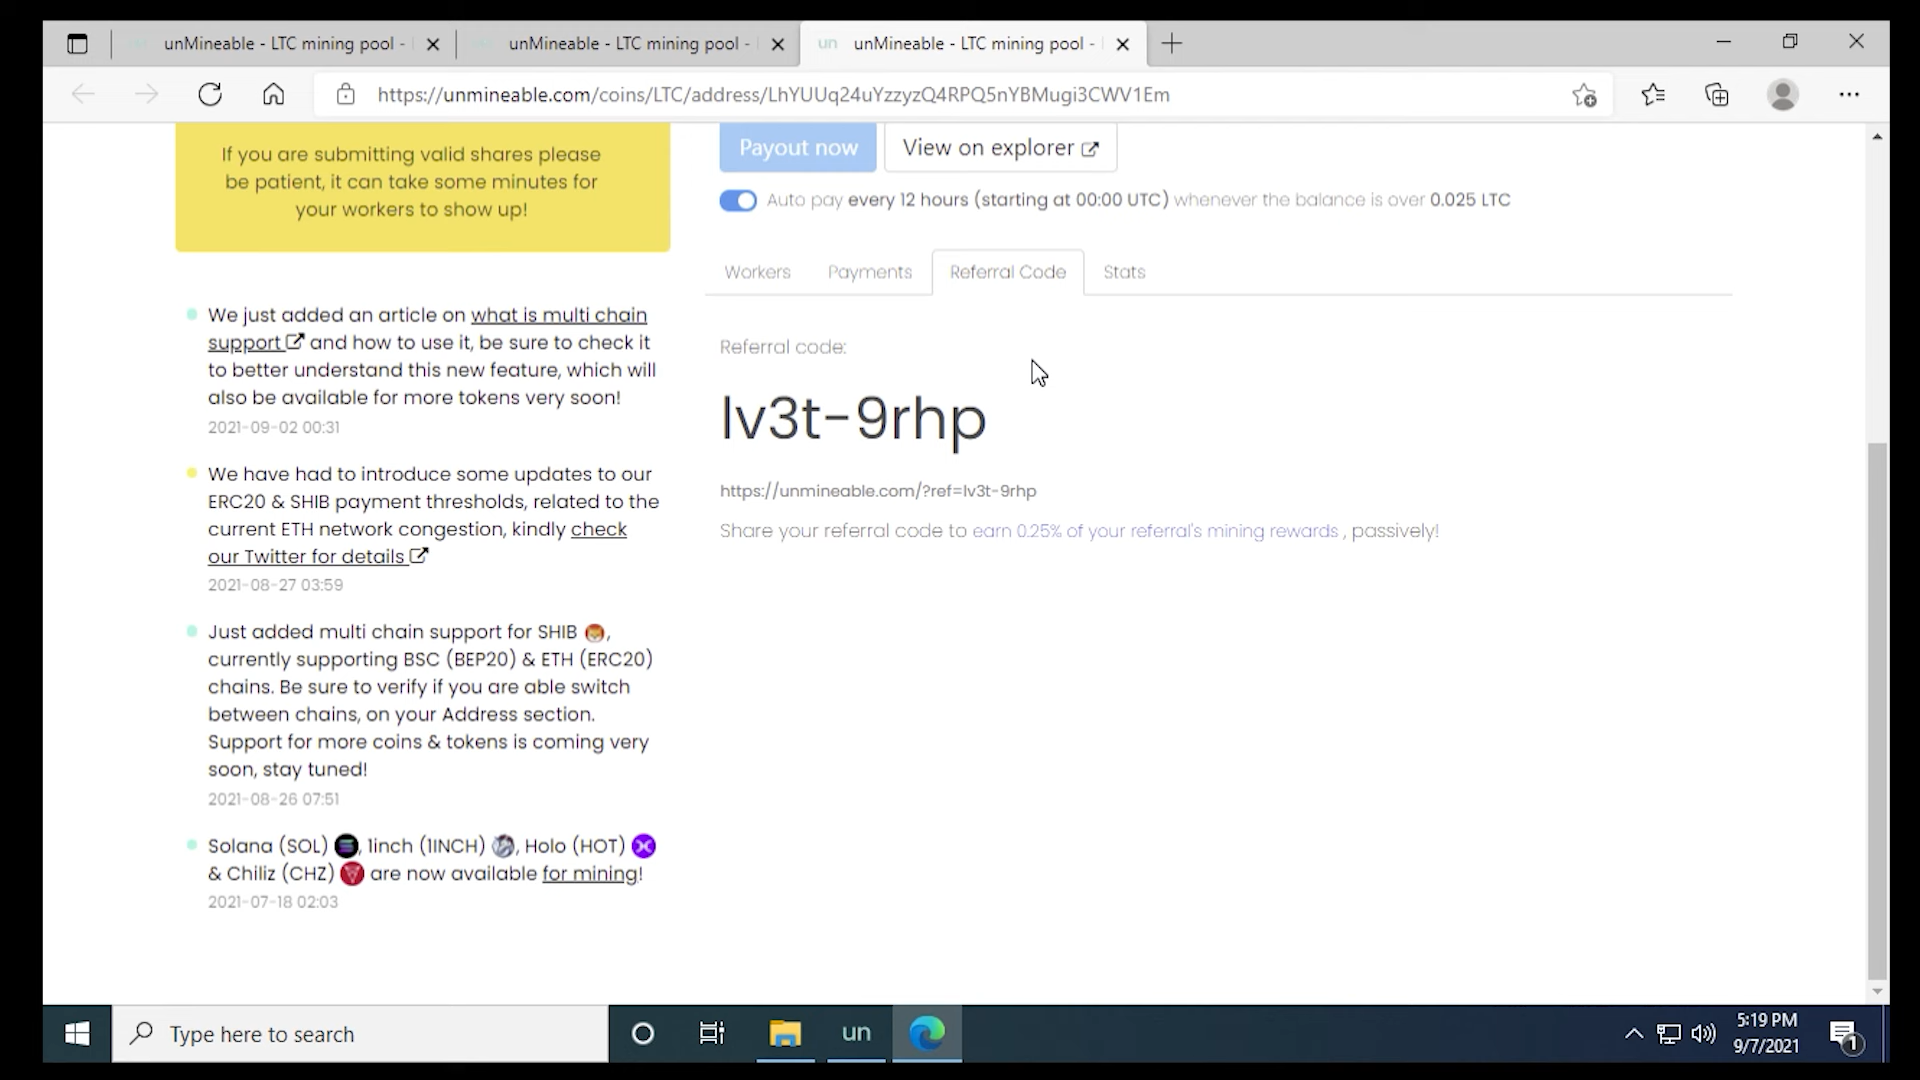 unMineable - LTC mining pool -
unMineable - LTC mining pool -
un unMineable - LTC mining pool -
https://unmineable.com/coins/LTC/address/LhYUUq24uYzzyzQ4RPQ5nYBMugi3CWV1Em
If you are submitting valid shares please
be patient, it can take some minutes for
your workers to show up!
We just added an article on what is multi chain
support and how to use it, be sure to check it
to better understand this new feature, which will
also be available for more tokens very soon!
2021-09-02 00:31
We have had to introduce some updates to our
ERC20 & SHIB payment thresholds, related to the
current ETH network congestion, kindly check
our Twitter for details
2021-08-27 03:59
Just added multi chain support for SHIB ,
currently supporting BSC (BEP20) & ETH (ERC20)
chains. Be sure to verify if you are able switch
between chains, on your Address section.
Support for more coins & tokens is coming very
soon, stay tuned!
2021-08-26 07:51
Solana (SOL) , 1inch (1INCH) , Holo (HOT)
& Chiliz (CHZ) are now available for mining!
2021-07-18 02:03
Payout now View on explorer
Auto pay every 12 hours (starting at 00:00 UTC) whenever the balance is over 0.025 LTC
Workers Payments Referral Code Stats
Referral code:
lv3t-9rhp
https://unmineable.com/?ref=lv3t-9rhp
Share your referral code to earn 0.25% of your referral's mining rewards , passively!
Type here to search
un
5:19 PM
9/7/2021
1